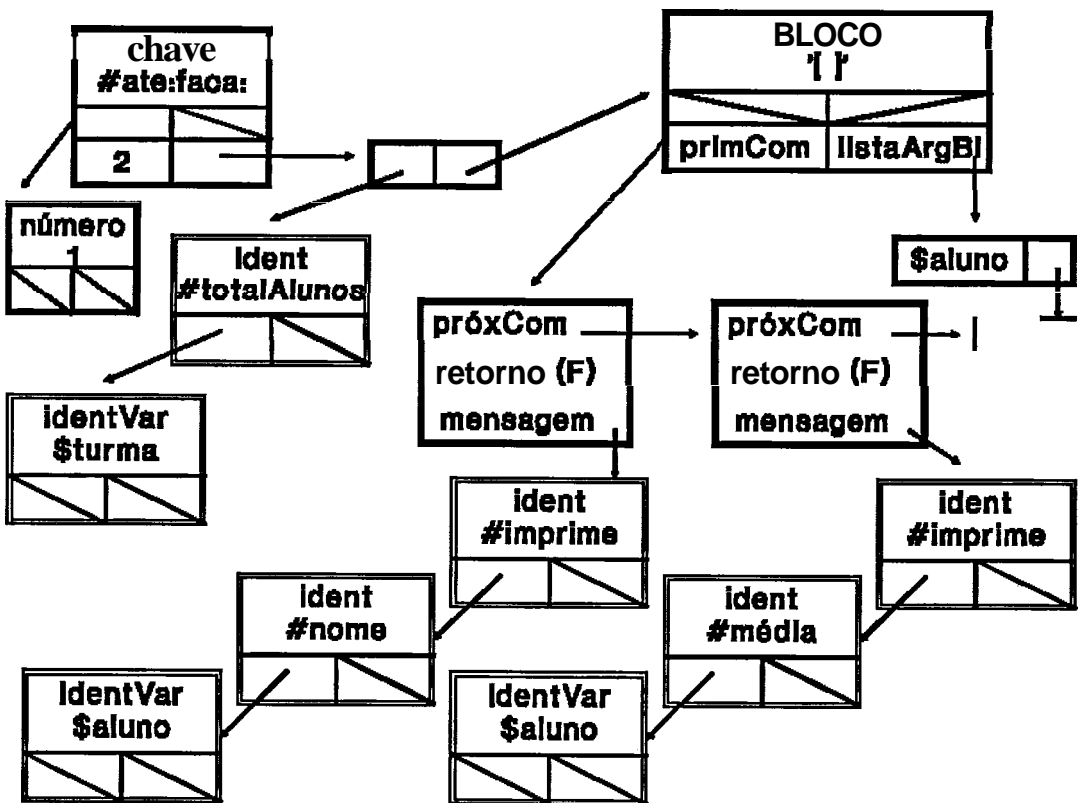 chave
#ate:faca:
2
BLOCO
'[ ]'
primCom
listaArgBl
número
1
Ident
#totalAlunos
$aluno
próxCom
retorno (F)
mensagem
próxCom
retorno (F)
mensagem
identVar
$turma
ident
#imprime
ident
#imprime
ident
#nome
ident
#média
IdentVar
$aluno
IdentVar
$aluno